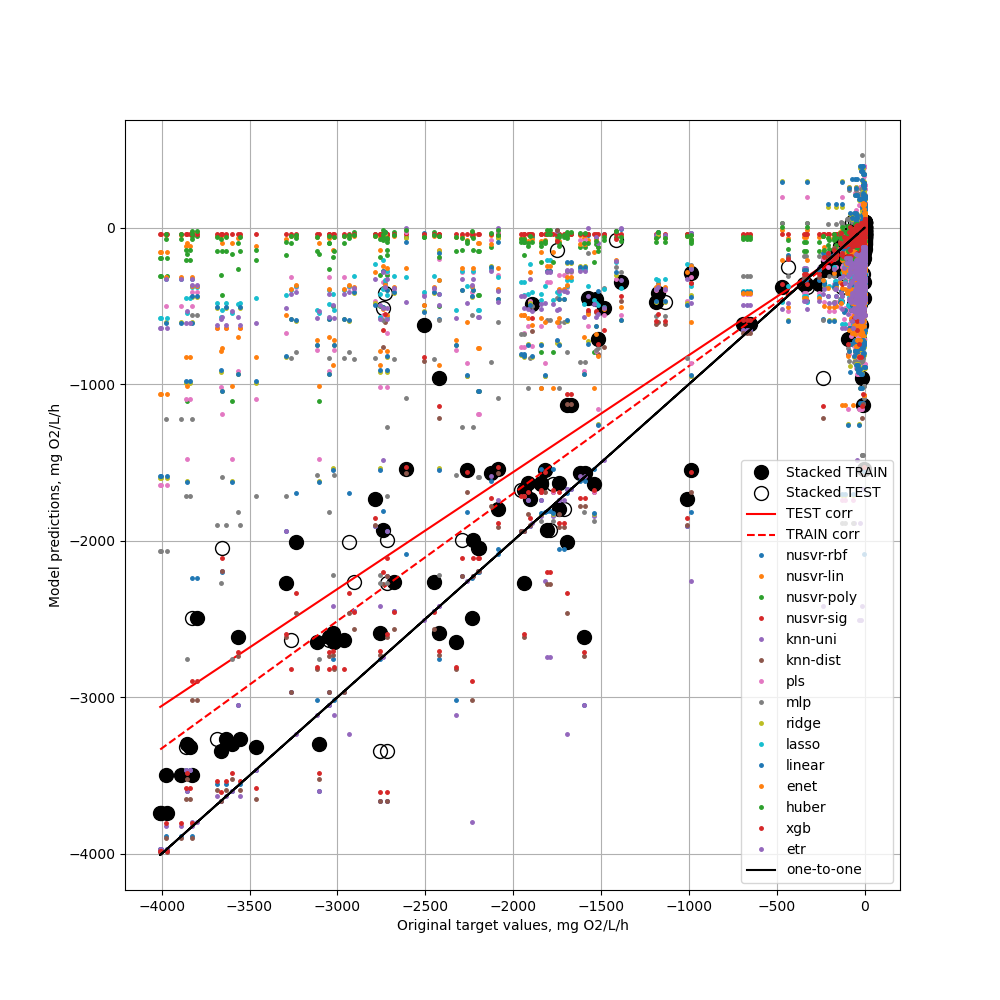 0
−1000
−2000
−3000
−4000
Model predictions, mg O2/L/h
−4000 −3500 −3000 −2500 −2000 −1500 −1000 −500 0
Original target values, mg O2/L/h
Stacked TRAIN
Stacked TEST
TEST corr
TRAIN corr
nusvr-rbf
nusvr-lin
nusvr-poly
nusvr-sig
knn-uni
knn-dist
pls
mlp
ridge
lasso
linear
enet
huber
xgb
etr
one-to-one